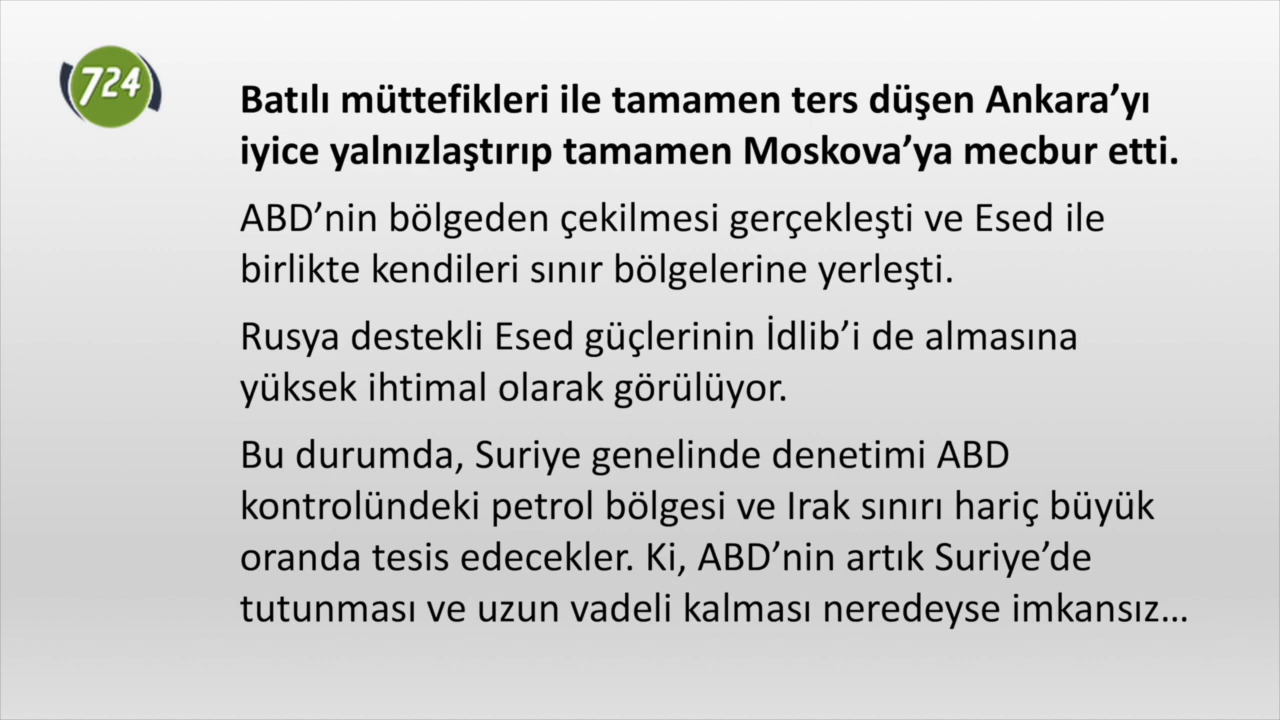 724
Batılı müttefikleri ile tamamen ters düşen Ankara’yı
iyice yalnızlaştırıp tamamen Moskova’ya mecbur etti.
ABD’nin bölgeden çekilmesi gerçekleşti ve Esed ile
birlikte kendileri sınır bölgelerine yerleşti.
Rusya destekli Esed güçlerinin İdlib’i de almasına
yüksek ihtimal olarak görülüyor.
Bu durumda, Suriye genelinde denetimi ABD
kontrolündeki petrol bölgesi ve Irak sınırı hariç büyük
oranda tesis edecekler. Ki, ABD’nin artık Suriye’de
tutunması ve uzun vadeli kalması neredeyse imkansız…